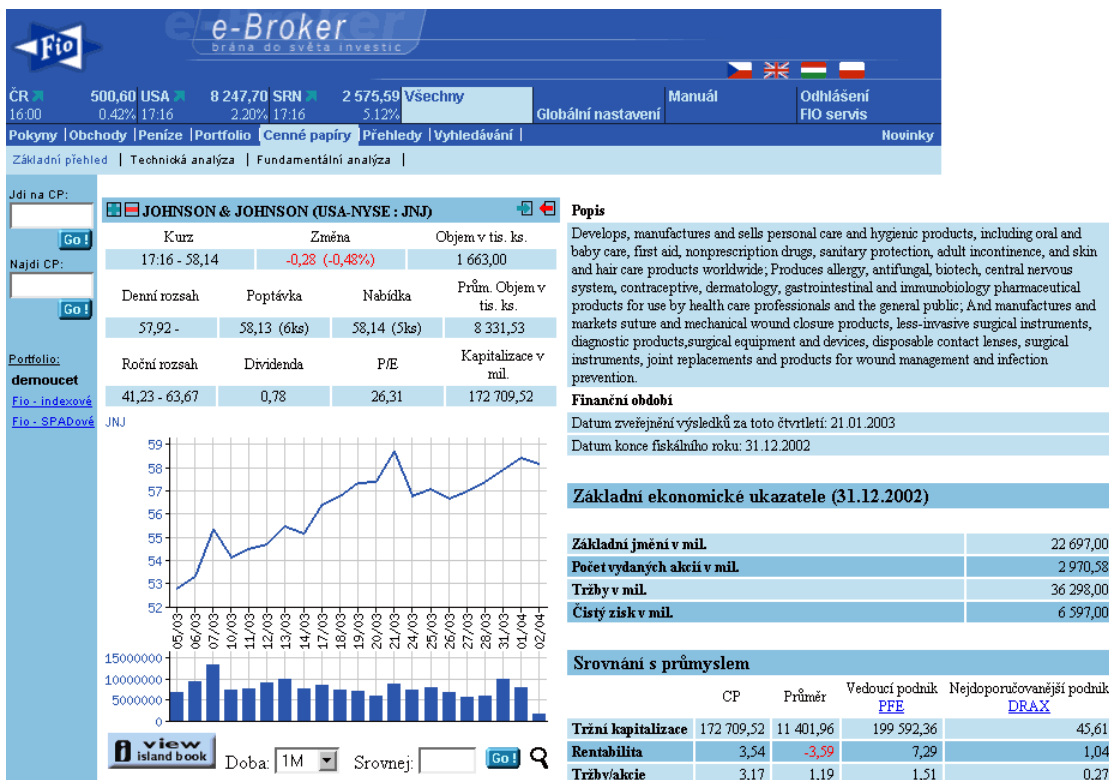 Fio
e-Broker
brána do světa investic
ČR 500,60 USA 8 247,70 SRN 2 575,59 Všechny Manuál Odhlášení
16:00 0.42% 17:16 2.20% 17:16 5.12% Globální nastavení FIO servis
Pokyny | Obchody | Peníze | Portfolio | Cenné papíry | Přehledy | Vyhledávání | Novinky
Základní přehled | Technická analýza | Fundamentální analýza |
Jdi na CP:
Go!
Najdi CP:
Go!
Portfolio:
demoucet
Fio - indexové
Fio - SPADové
JOHNSON & JOHNSON (USA-NYSE : JNJ)
Kurz Změna Objem v tis. ks.
17:16 - 58,14 -0,28 (-0,48%) 1 663,00
Denní rozsah Poptávka Nabídka Prům. Objem v
tis. ks.
57,92 - 58,13 (6ks) 58,14 (5ks) 8 331,53
Roční rozsah Dividenda P/E Kapitalizace v
mil.
41,23 - 63,67 0,78 26,31 172 709,52
JNJ
59
58
57
56
55
54
53
52
05/03 06/03 07/03 10/03 11/03 12/03 13/03 14/03 17/03 18/03 19/03 20/03 21/03 24/03 25/03 26/03 27/03 28/03 31/03 01/04 02/04
15000000
10000000
5000000
0
view
island book
Doba: 1M Srovnej: Go!
Popis
Develops, manufactures and sells personal care and hygienic products, including oral and
baby care, first aid, nonprescription drugs, sanitary protection, adult incontinence, and skin
and hair care products worldwide; Produces allergy, antifungal, biotech, central nervous
system, contraceptive, dermatology, gastrointestinal and immunobiology pharmaceutical
products for use by health care professionals and the general public; And manufactures and
markets suture and mechanical wound closure products, less-invasive surgical instruments,
diagnostic products,surgical equipment and devices, disposable contact lenses, surgical
instruments, joint replacements and products for wound management and infection
prevention.
Finanční období
Datum zveřejnění výsledků za toto čtvrtletí: 21.01.2003
Datum konce fiskálního roku: 31.12.2002
Základní ekonomické ukazatele (31.12.2002)
Základní jmění v mil. 22 697,00
Počet vydaných akcií v mil. 2 970,58
Tržby v mil. 36 298,00
Čistý zisk v mil. 6 597,00
Srovnání s průmyslem
CP Průměr Vedoucí podnik Nejdoporučovanější podnik
PFE DRAX
Tržní kapitalizace 172 709,52 11 401,96 199 592,36 45,61
Rentabilita 3,54 -3,59 7,29 1,04
Tržby/akcie 3,17 1,19 1,51 0,27